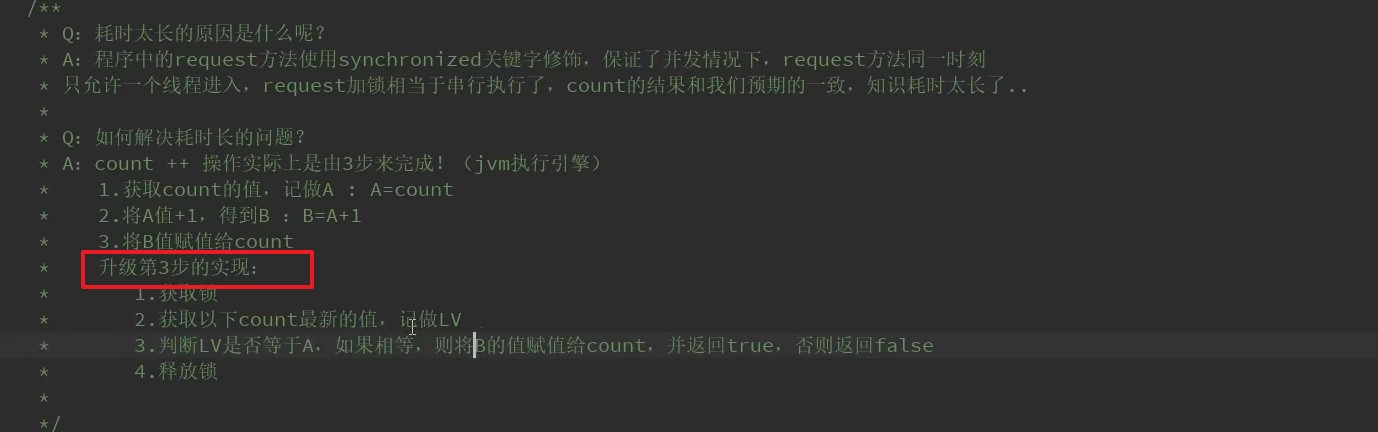 /**
* Q: 耗时太长的原因是什么呢?
* A: 程序中的request方法使用synchronized关键字修饰，保证了并发情况下，request方法同一时刻
* 只允许一个线程进入，request加锁相当于串行执行了，count的结果和我们预期的一致，知识耗时太长了..
*
* Q: 如何解决耗时长的问题?
* A: count ++ 操作实际上是由3步来完成! （jvm执行引擎）
* 1.获取count的值，记做A : A=count
* 2.将A值+1，得到B : B=A+1
* 3.将B值赋值给count
* 升级第3步的实现:
* 1.获取锁
* 2.获取以下count最新的值，记做LV
* 3.判断LV是否等于A，如果相等，则将B的值赋值给count，并返回true，否则返回false
* 4.释放锁
*
*/